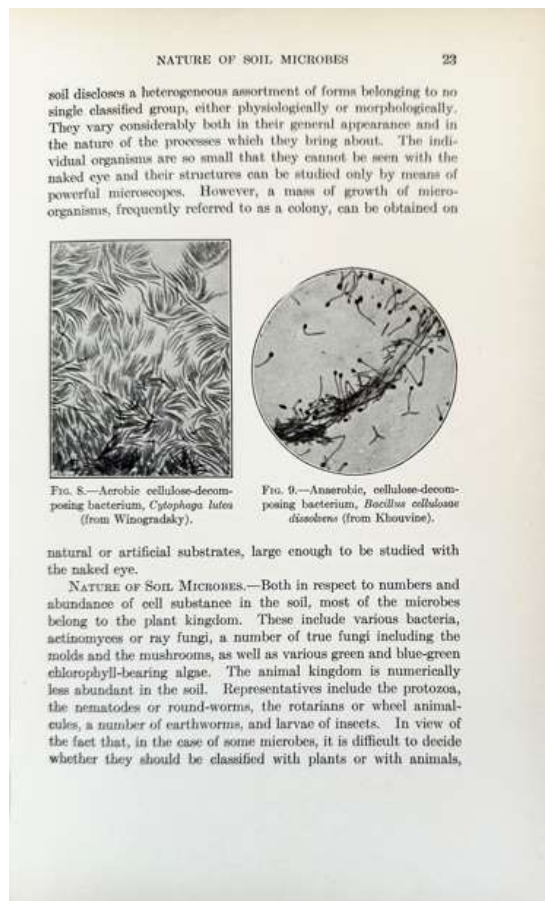 NATURE OF SOIL MICROBES 23
soil discloses a heterogeneous assortment of forms belonging to no
single classified group, either physiologically or morphologically.
They vary considerably both in their general appearance and in
the nature of the processes which they bring about. The indi-
vidual organisms are so small that they cannot be seen with the
naked eye and their structures can be studied only by means of
powerful microscopes. However, a mass of growth of micro-
organisms, frequently referred to as a colony, can be obtained on
FIG. 8.—Aerobic cellulose-decom-
posing bacterium, Cytophaga lutea
(from Winogradsky).
FIG. 9.—Anaerobic, cellulose-decom-
posing bacterium, Bacillus cellulosae
dissolvens (from Khouvine).
natural or artificial substrates, large enough to be studied with
the naked eye.
NATURE OF SOIL MICROBES.—Both in respect to numbers and
abundance of cell substance in the soil, most of the microbes
belong to the plant kingdom. These include various bacteria,
actinomyces or ray fungi, a number of true fungi including the
molds and the mushrooms, as well as various green and blue-green
chlorophyll-bearing algae. The animal kingdom is numerically
less abundant in the soil. Representatives include the protozoa,
the nematodes or round-worms, the rotarians or wheel animal-
cules, a number of earthworms, and larvae of insects. In view of
the fact that, in the case of some microbes, it is difficult to decide
whether they should be classified with plants or with animals,